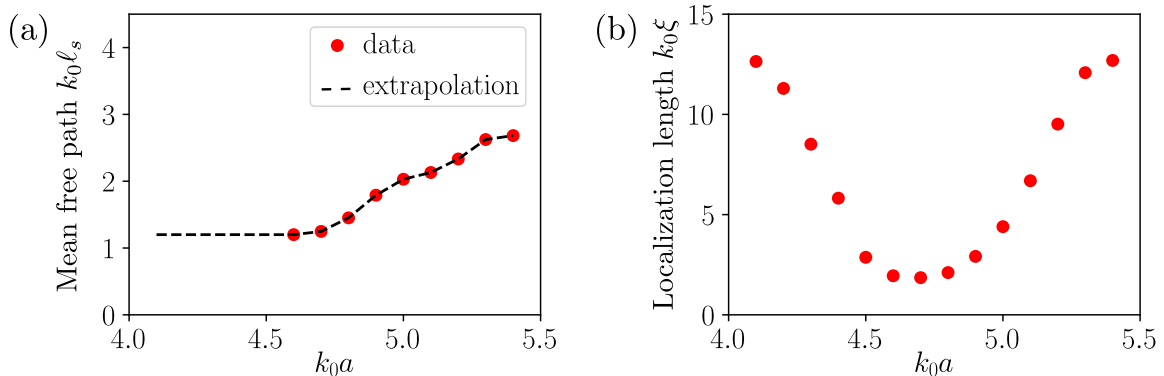 (a)
Mean free path k₀ℓₛ
4
3
2
1
0
data
extrapolation
4.0
4.5
5.0
5.5
k₀a
(b)
Localization length k₀ξ
15
10
5
0
4.0
4.5
5.0
5.5
k₀a